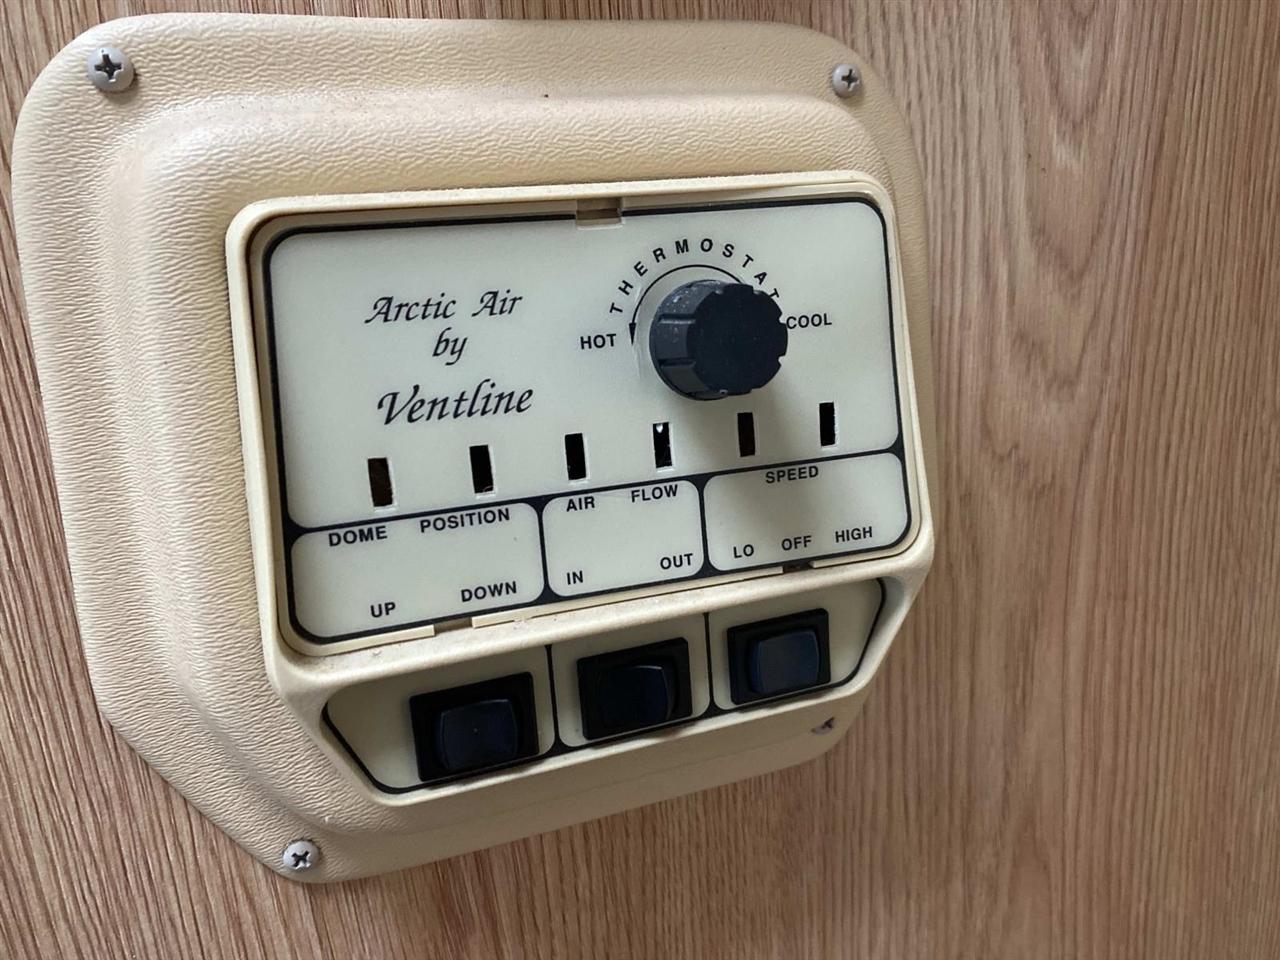 Arctic Air
by
Ventline
THERMOSTAT
HOT COOL
DOME POSITION
UP DOWN
AIR FLOW
IN OUT
SPEED
LO OFF HIGH